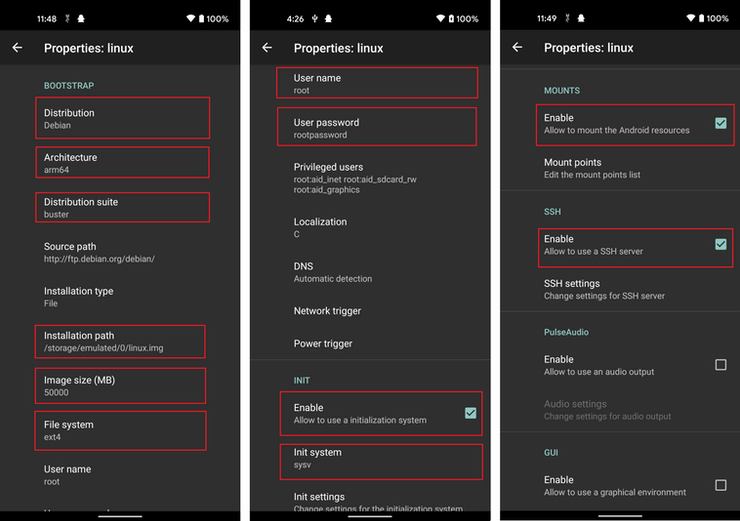 11:48
100%
Properties: linux
BOOTSTRAP
Distribution
Debian
Architecture
arm64
Distribution suite
buster
Source path
http://ftp.debian.org/debian/
Installation type
File
Installation path
/storage/emulated/0/linux.img
Image size (MB)
50000
File system
ext4
User name
root
4:26
100%
Properties: linux
User name
root
User password
rootpassword
Privileged users
root:aid_inet root:aid_sdcard_rw
root:aid_graphics
Localization
C
DNS
Automatic detection
Network trigger
Power trigger
INIT
Enable
Allow to use a initialization system
Init system
sysv
Init settings
Change settings for the initialization system
11:49
100%
Properties: linux
MOUNTS
Enable
Allow to mount the Android resources
Mount points
Edit the mount points list
SSH
Enable
Allow to use a SSH server
SSH settings
Change settings for SSH server
PulseAudio
Enable
Allow to use an audio output
Audio settings
Change settings for audio output
GUI
Enable
Allow to use a graphical environment